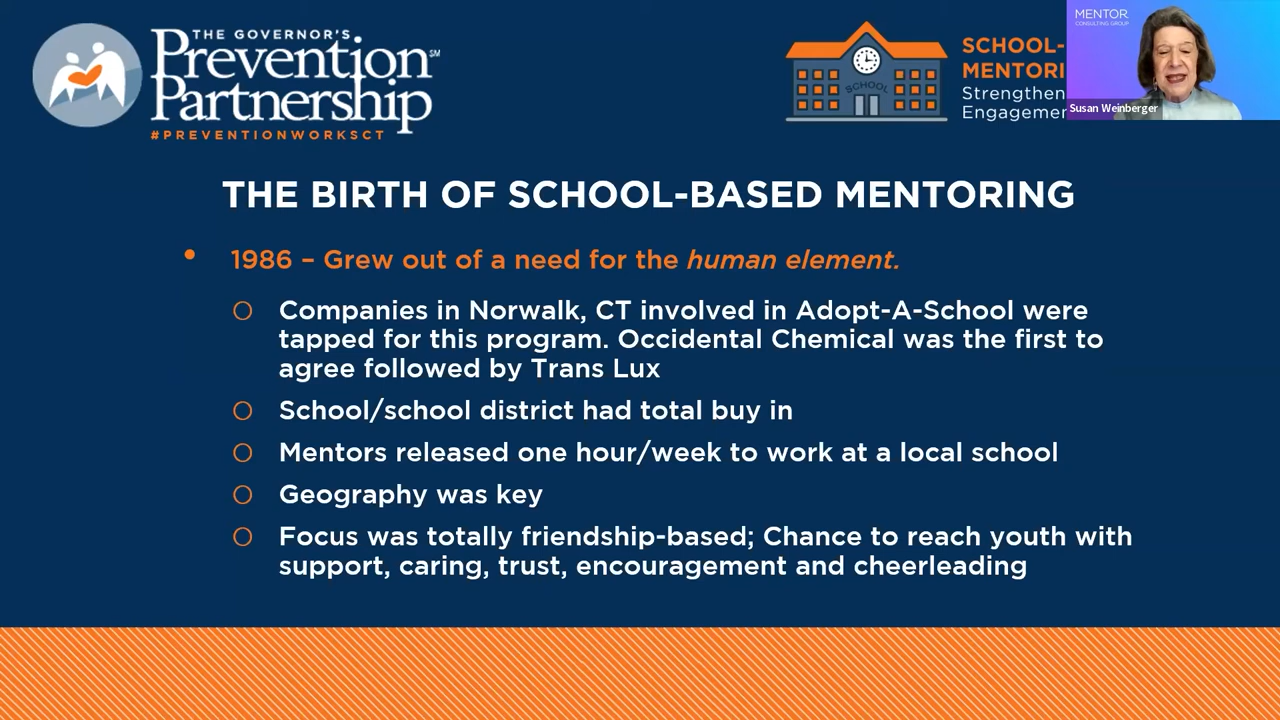 THE GOVERNOR'S
Prevention
Partnership℠
#PREVENTIONWORKSCT
SCHOOL
SCHOOL-
MENTORI
Strengthen
Engagemen
MENTOR
CONSULTING GROUP
Susan Weinberger
THE BIRTH OF SCHOOL-BASED MENTORING
• 1986 – Grew out of a need for the human element.
o Companies in Norwalk, CT involved in Adopt-A-School were
tapped for this program. Occidental Chemical was the first to
agree followed by Trans Lux
o School/school district had total buy in
o Mentors released one hour/week to work at a local school
o Geography was key
o Focus was totally friendship-based; Chance to reach youth with
support, caring, trust, encouragement and cheerleading